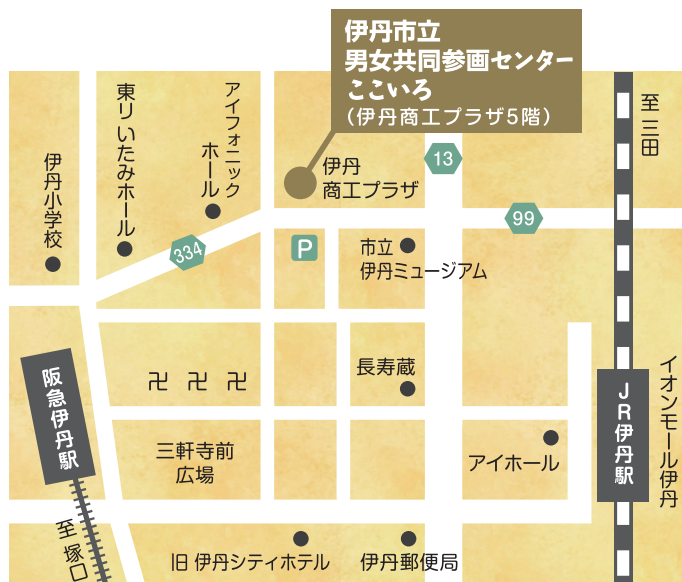 伊丹市立
男女共同参画センター
ここいろ
(伊丹商工プラザ5階)
至 三田
東リ いたみホール
アイフォニック
ホール
伊丹
商工プラザ
13
伊丹小学校
99
334
P
市立
伊丹ミュージアム
長寿蔵
卍 卍 卍
阪急伊丹駅
JR伊丹駅
イオンモール伊丹
三軒寺前
広場
アイホール
至 塚口
旧 伊丹シティホテル
伊丹郵便局